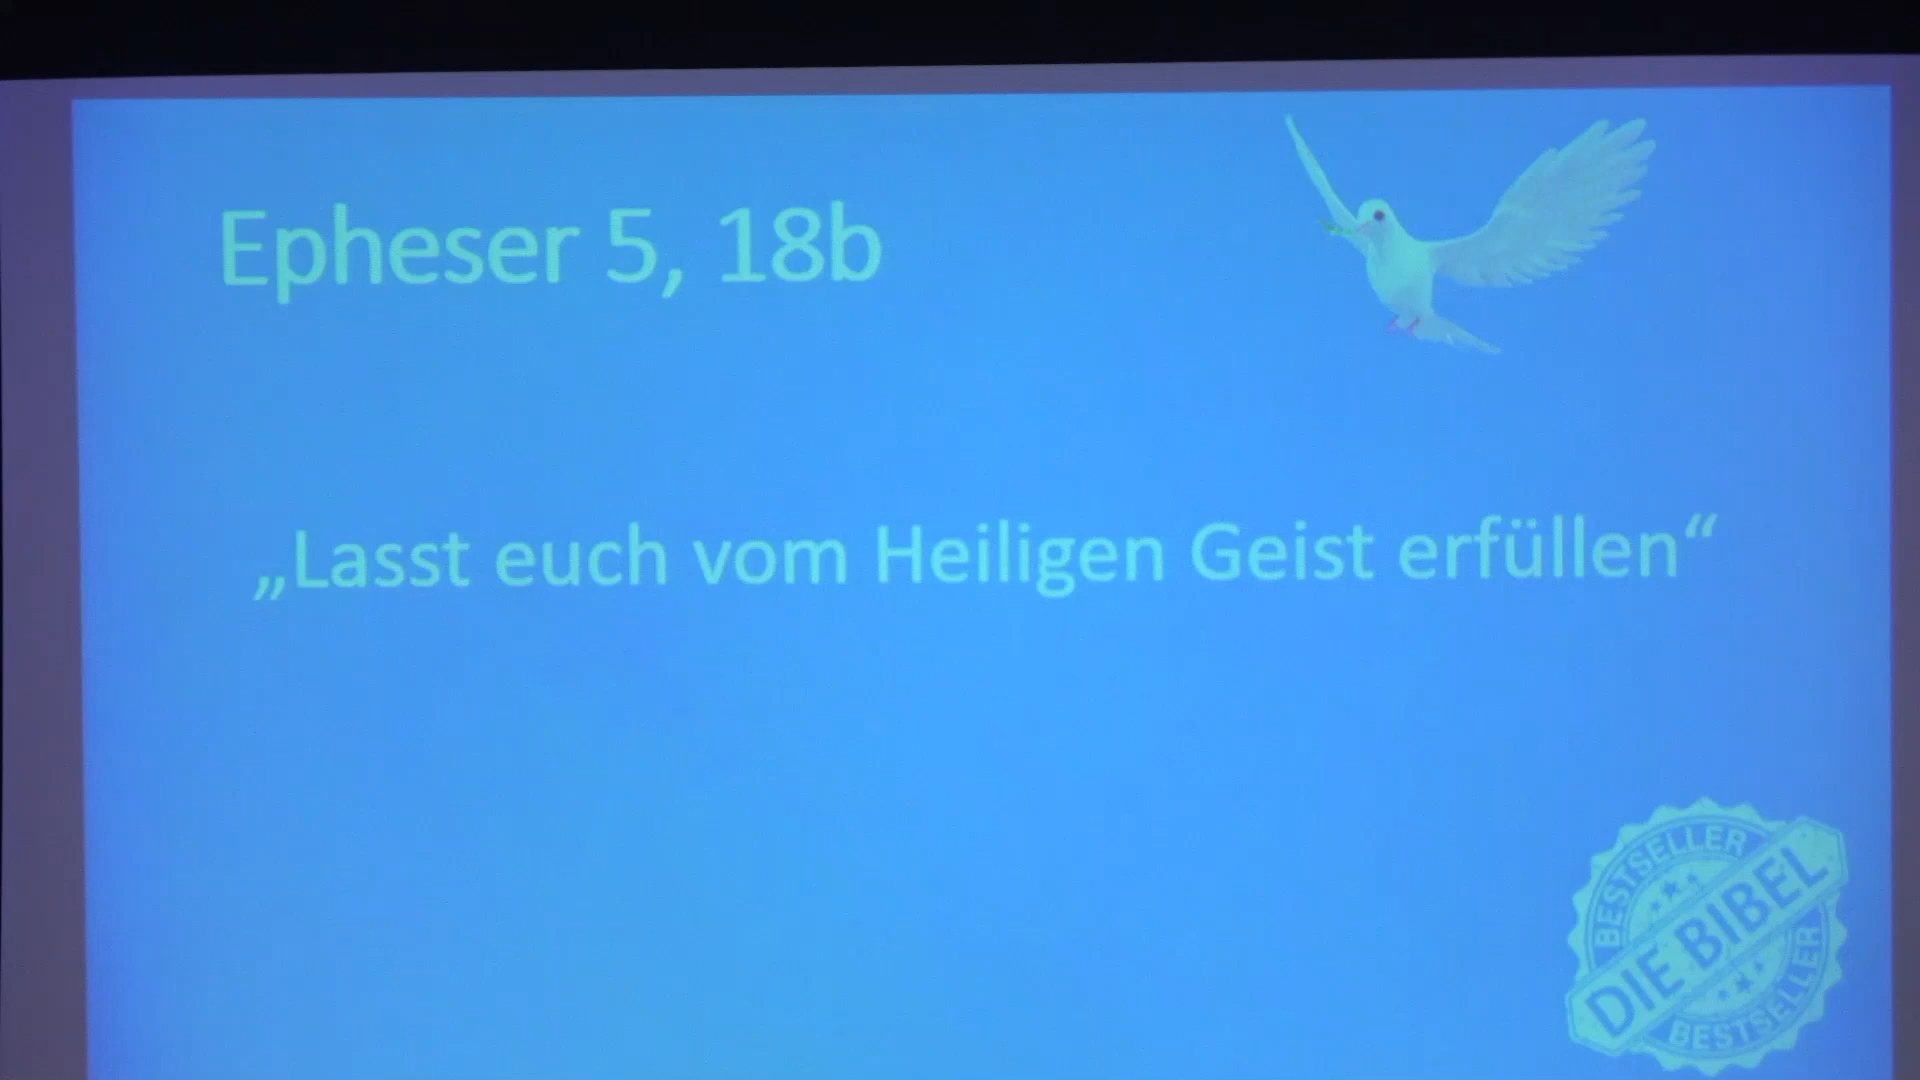 Epheser 5, 18b
„Lasst euch vom Heiligen Geist erfüllen“
BESTSELLER
DIE BIBEL
BESTSELLER